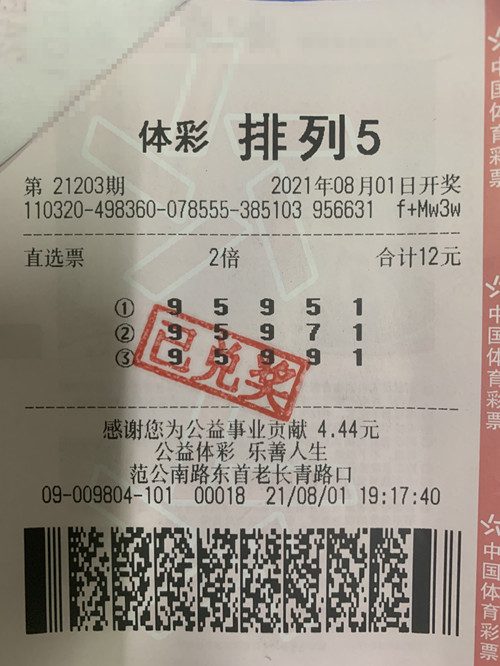 体彩 排列5
第 21203期 2021年08月01日开奖
110320-498360-078555-385103 956631 f+Mw3w
直选票 2倍 合计12元
① 9 5 9 5 1
② 9 5 9 7 1
③ 9 5 9 9 1
已兑奖
感谢您为公益事业贡献 4.44元
公益体彩 乐善人生
范公南路东首老长青路口
09-009804-101 00018 21/08/01 19:17:40
中国体育彩票
中国体育彩票
中国体育彩票